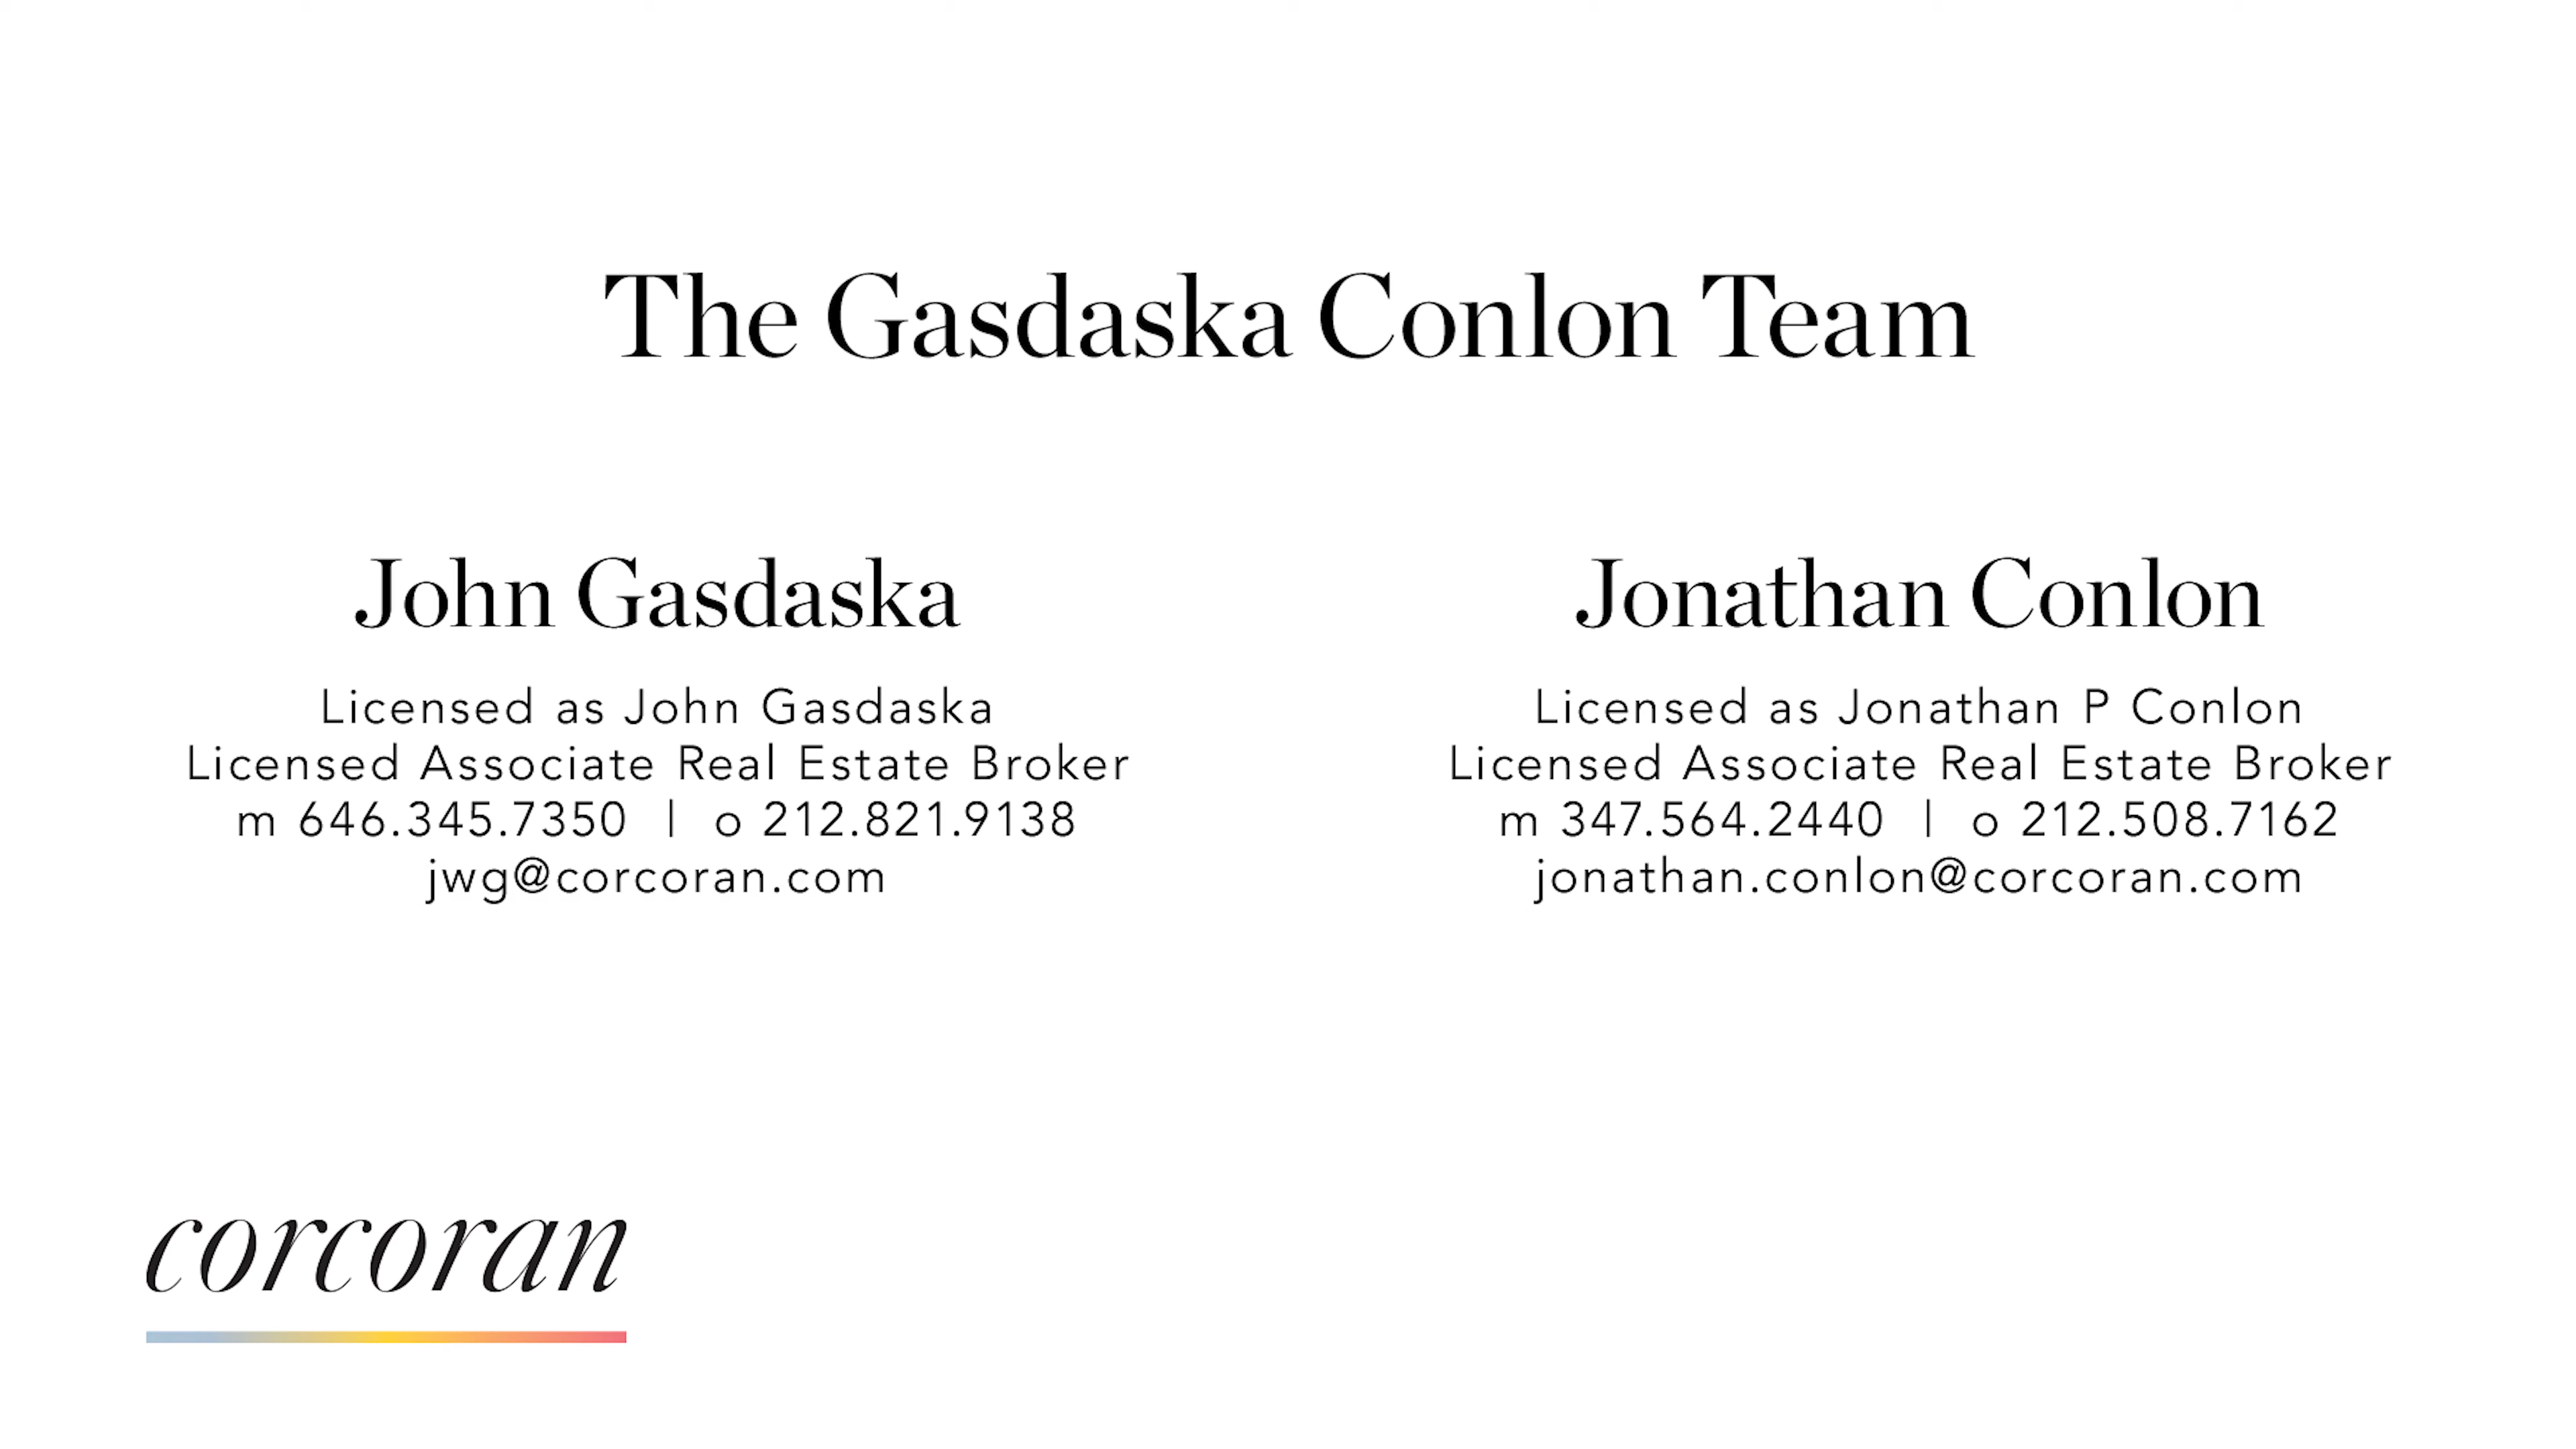 The Gasdaska Conlon Team
John Gasdaska
Licensed as John Gasdaska
Licensed Associate Real Estate Broker
m 646.345.7350 | o 212.821.9138
jwg@corcoran.com
Jonathan Conlon
Licensed as Jonathan P Conlon
Licensed Associate Real Estate Broker
m 347.564.2440 | o 212.508.7162
jonathan.conlon@corcoran.com
corcoran